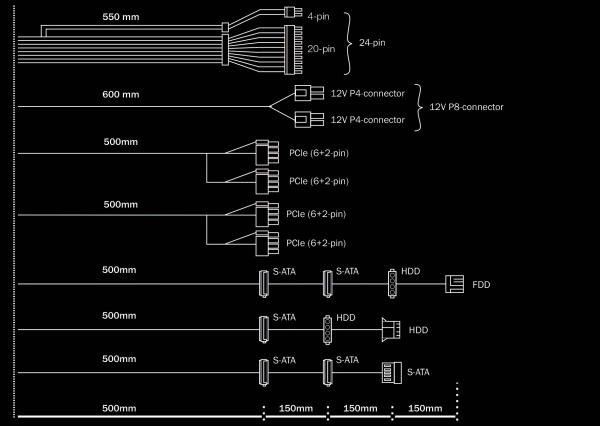 550 mm
4-pin
20-pin
24-pin
600 mm
12V P4-connector
12V P4-connector
12V P8-connector
500mm
PCIe (6+2-pin)
PCIe (6+2-pin)
500mm
PCIe (6+2-pin)
PCIe (6+2-pin)
500mm
S-ATA
S-ATA
HDD
FDD
500mm
S-ATA
HDD
HDD
500mm
S-ATA
S-ATA
S-ATA
500mm
150mm
150mm
150mm